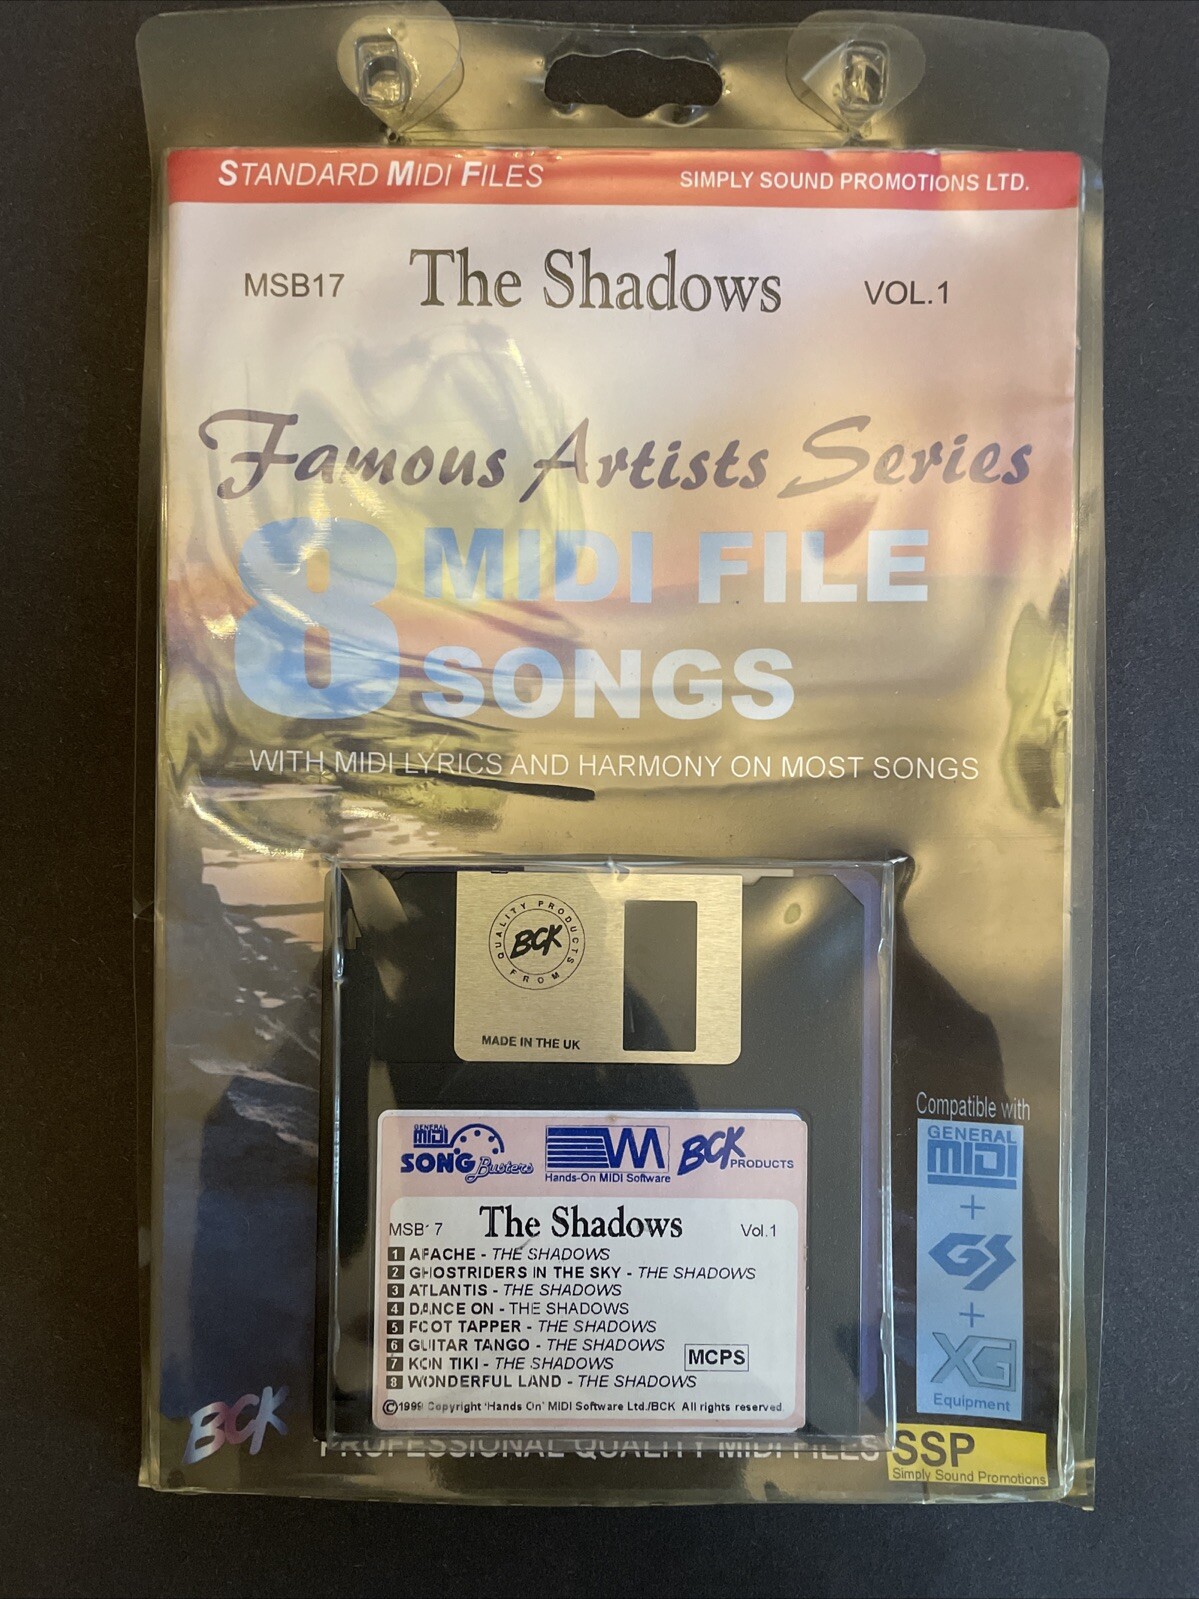 STANDARD MIDI FILES
SIMPLY SOUND PROMOTIONS LTD.
MSB17
The Shadows
VOL.1
Famous Artists Series
8 MIDI FILE
SONGS
WITH MIDI LYRICS AND HARMONY ON MOST SONGS
QUALITY PRODUCTS FROM
BCK
MADE IN THE UK
GENERAL
MIDI
SONG Busters
Hands-On MIDI Software
BCK PRODUCTS
MSB17
The Shadows
Vol.1
1 APACHE - THE SHADOWS
2 GHOSTRIDERS IN THE SKY - THE SHADOWS
3 ATLANTIS - THE SHADOWS
4 DANCE ON - THE SHADOWS
5 FOOT TAPPER - THE SHADOWS
6 GUITAR TANGO - THE SHADOWS
7 KON TIKI - THE SHADOWS
8 WONDERFUL LAND - THE SHADOWS
MCPS
©1999 Copyright 'Hands On' MIDI Software Ltd./BCK All rights reserved.
Compatible with
GENERAL
MIDI
+
GS
+
XG
Equipment
BCK
PROFESSIONAL QUALITY MIDI FILES
SSP
Simply Sound Promotions